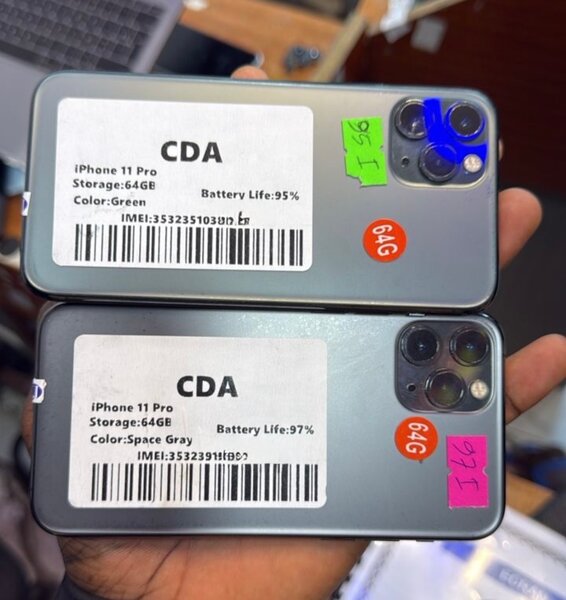 CDA
iPhone 11 Pro
Storage:64GB
Battery Life:95%
Color:Green
95 I
64G
CDA
iPhone 11 Pro
Storage:64GB
Battery Life:97%
Color:Space Gray
64G
97 I